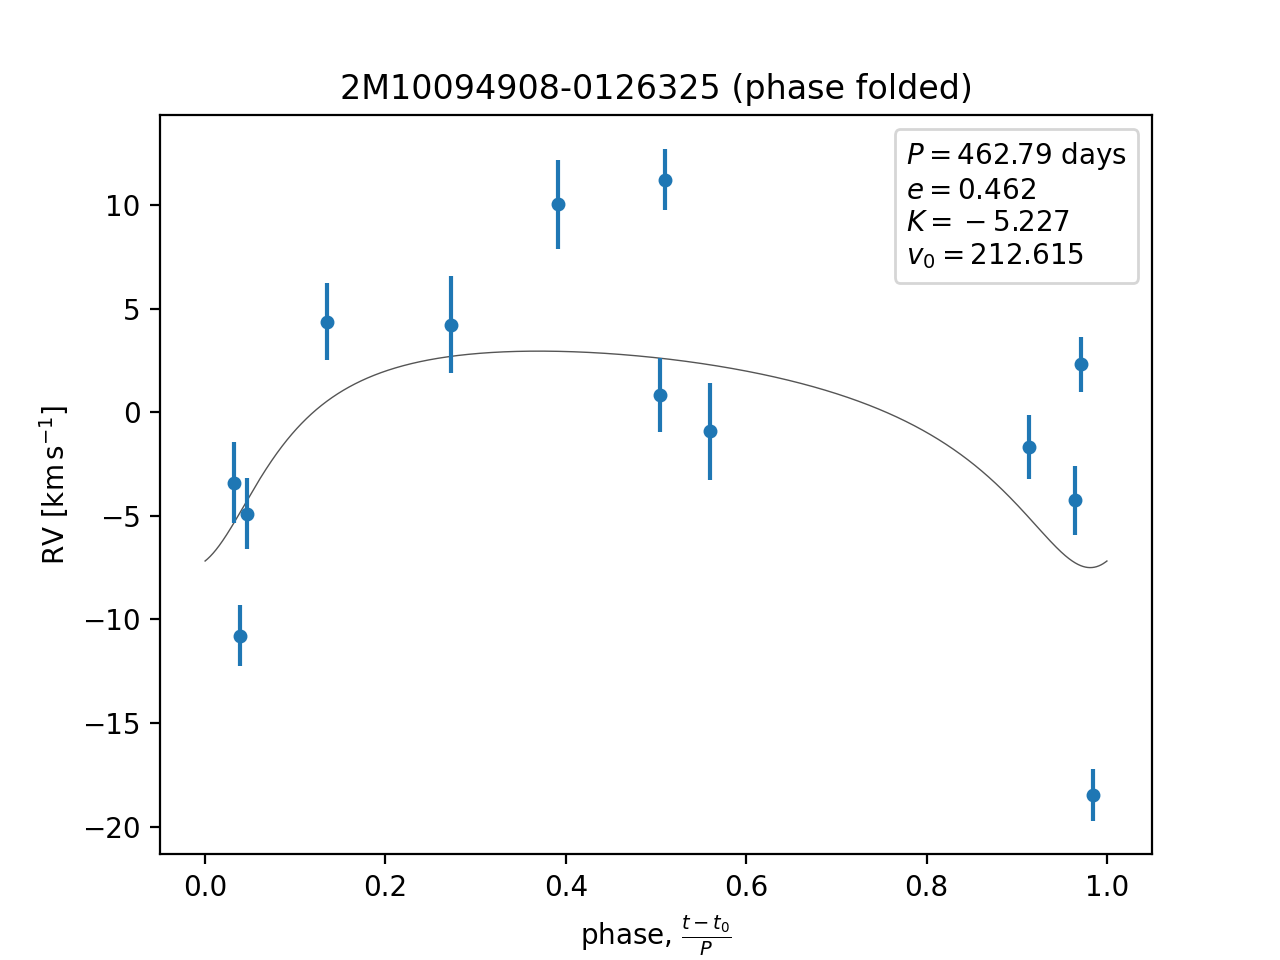 2M10094908-0126325 (phase folded)
P = 462.79 days
e = 0.462
K = −5.227
v₀ = 212.615
RV [km s⁻¹]
10
5
0
−5
−10
−15
−20
0.0 0.2 0.4 0.6 0.8 1.0
phase, (t − t₀)/P